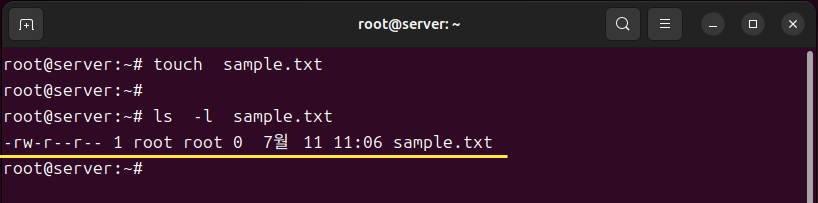 root@server: ~
root@server:~# touch  sample.txt
root@server:~#
root@server:~# ls  -l  sample.txt
-rw-r--r-- 1 root root 0  7월  11 11:06 sample.txt
root@server:~#